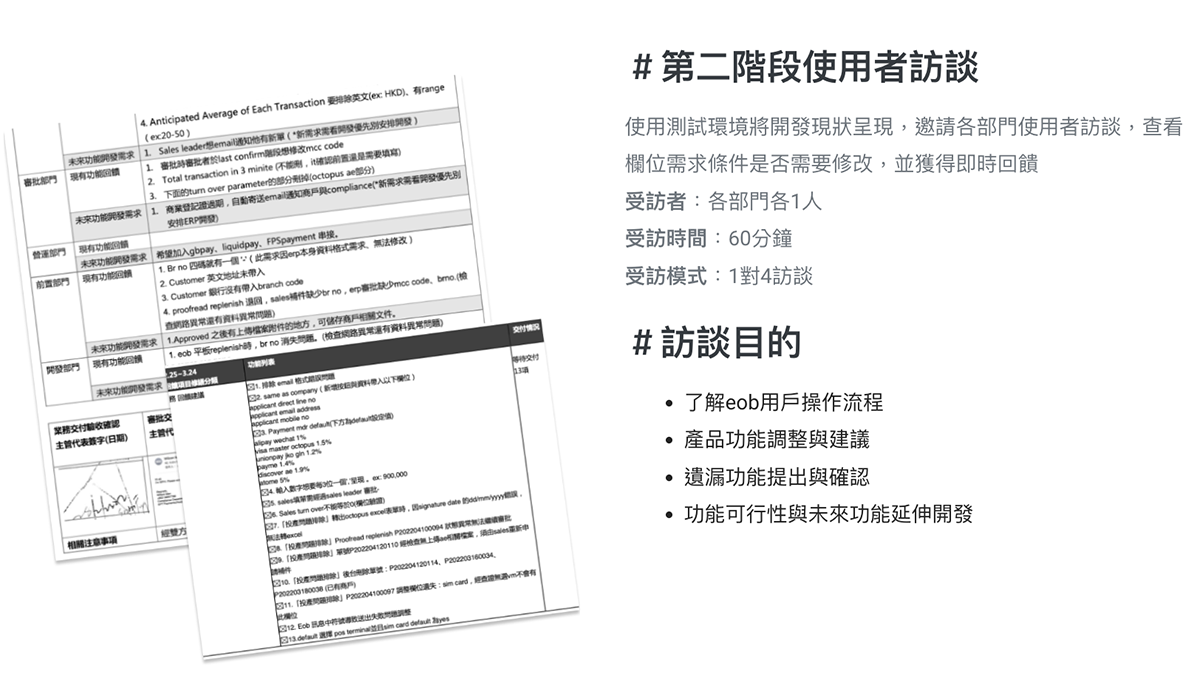 4. Anticipated Average of Each Transaction 要排除英文(ex: HKD)、有range
( ex:20-50 )
未來功能開發需求
1. Sales leader想email通知他有新單 ( *新需求需看開發優先別安排開發 )
審批部門
現有功能回饋
1. 審批時審批者於last confirm階段想修改mcc code
2. Total transaction in 3 minite (不能刪，it確認前置還是需要填寫)
3. 下面的turn over parameter的部分刪掉(octopus ae部分)
未來功能開發需求
1. 商業登記證過期，自動寄送email通知商戶與compliance(*新需求需看開發優先別
安排ERP開發)
營運部門
現有功能回饋
未來功能開發需求
希望加入gbpay、liquidpay、FPSpayment 串接。
前置部門
現有功能回饋
1. Br no 四碼就有一個 '-' ( 此需求因erp本身資料格式需求、無法修改 )
2. Customer 英文地址未帶入
3. Customer 銀行沒有帶入branch code
4. proofread replenish 退回，sales補件缺少br no，erp審批缺少mcc code、brno.(檢
查網路異常還有資料異常問題)
未來功能開發需求
1.Approved 之後有上傳檔案附件的地方，可儲存商戶相關文件。
開發部門
現有功能回饋
1. eob 平板replenish時，br no 消失問題。(檢查網路異常還有資料異常問題)
未來功能開發需求
業務交付驗收確認
主管代表簽字(日期)
審批交
主管代
相關注意事項
經雙方
.25~3.24
功能列表
交付情況
務 回饋建議
等待交付
13項
☒1. 排除 email 格式錯誤問題
☒2. same as company ( 新增按鈕與資料帶入以下欄位 )
applicant direct line no
applicant email address
applicant mobile no
☒3. Payment mdr default(下方為default設定值)
alipay wechat 1%
visa master octopus 1.5%
unionpay jko gln 1.2%
payme 1.4%
discover ae 1.9%
atome 5%
☒4. 輸入數字想要每3位一個','呈現 。ex: 900,000
☒5. sales填單需經過sales leader 審批-
☒6. Sales turn over不能等於0(欄位驗證)
☒7.「投產問題排除」轉出octopus excel表單時，因signature date 的dd/mm/yyyy錯誤，
無法轉excel
☒8.「投產問題排除」Proofread replenish P202204100094 狀態異常無法繼續審批
☒9.「投產問題排除」單號P202204120110 經檢查無上傳ae相關檔案，須由sales重新申
請補件
☒10.「投產問題排除」後台刪除單號：P202204120114、P202203160034、
P202203180038 (已有商戶)
☒11.「投產問題排除」P202204100097 調整欄位遺失：sim card，經查證無選vm不會有
此欄位
☒12. Eob 訊息中符號導致送出失敗問題調整
☒13.default 選擇 pos terminal並且sim card default 為yes
# 第二階段使用者訪談
使用測試環境將開發現狀呈現，邀請各部門使用者訪談，查看
欄位需求條件是否需要修改，並獲得即時回饋
受訪者：各部門各1人
受訪時間：60分鐘
受訪模式：1對4訪談
# 訪談目的
• 了解eob用戶操作流程
• 產品功能調整與建議
• 遺漏功能提出與確認
• 功能可行性與未來功能延伸開發